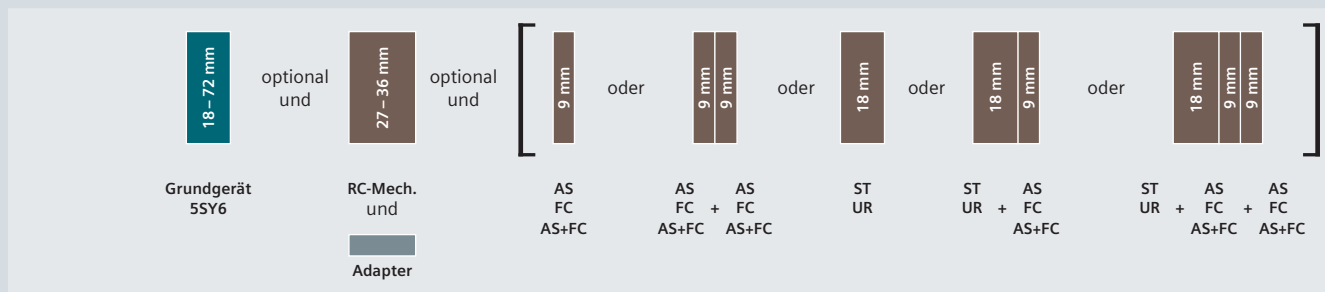 18 – 72 mm
optional
und
27 – 36 mm
optional
und
9 mm
oder
9 mm
9 mm
oder
18 mm
oder
18 mm
9 mm
oder
18 mm
9 mm
9 mm
Grundgerät
5SY6
RC-Mech.
und
Adapter
AS
FC
AS+FC
AS AS
FC + FC
AS+FC AS+FC
ST
UR
ST AS
UR + FC
AS+FC
ST AS AS
UR + FC + FC
AS+FC AS+FC